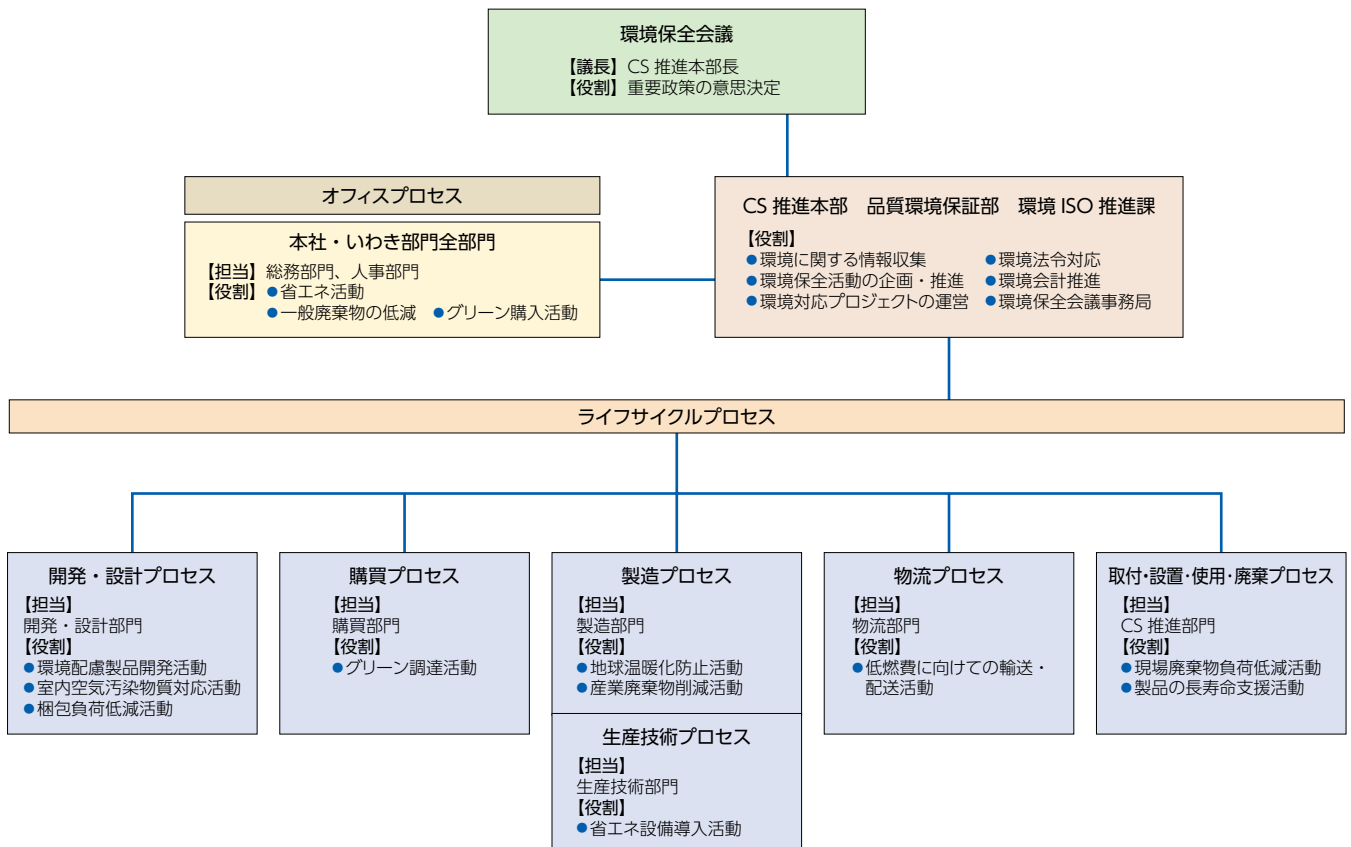 環境保全会議
【議長】CS 推進本部長
【役割】重要政策の意思決定
オフィスプロセス
本社・いわき部門全部門
【担当】総務部門、人事部門
【役割】●省エネ活動
●一般廃棄物の低減 ●グリーン購入活動
CS 推進本部 品質環境保証部 環境 ISO 推進課
【役割】
●環境に関する情報収集 ●環境法令対応
●環境保全活動の企画・推進 ●環境会計推進
●環境対応プロジェクトの運営 ●環境保全会議事務局
ライフサイクルプロセス
開発・設計プロセス
【担当】
開発・設計部門
【役割】
●環境配慮製品開発活動
●室内空気汚染物質対応活動
●梱包負荷低減活動
購買プロセス
【担当】
購買部門
【役割】
●グリーン調達活動
製造プロセス
【担当】
製造部門
【役割】
●地球温暖化防止活動
●産業廃棄物削減活動
生産技術プロセス
【担当】
生産技術部門
【役割】
●省エネ設備導入活動
物流プロセス
【担当】
物流部門
【役割】
●低燃費に向けての輸送・
配送活動
取付・設置・使用・廃棄プロセス
【担当】
CS 推進部門
【役割】
●現場廃棄物負荷低減活動
●製品の長寿命支援活動